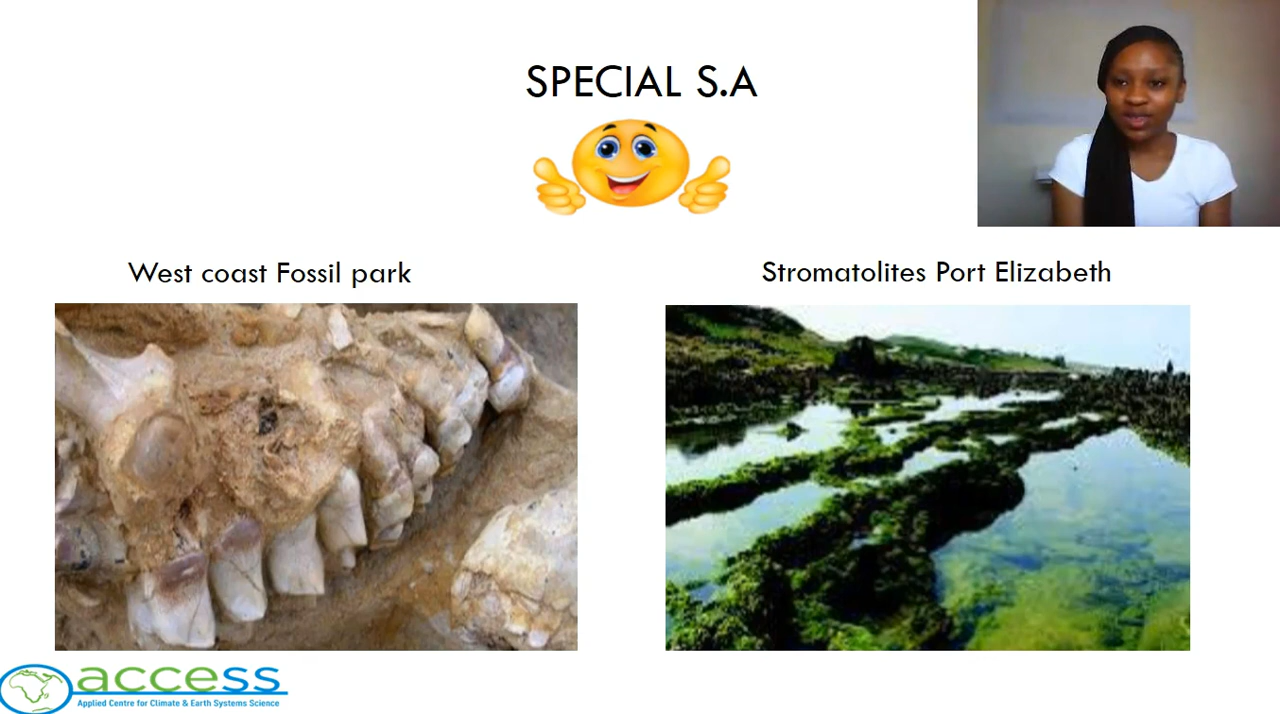 SPECIAL S.A
West coast Fossil park
Stromatolites Port Elizabeth
access
Applied Centre for Climate & Earth Systems Science